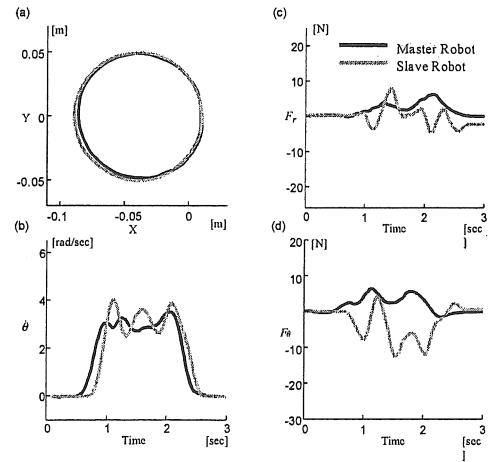 (a)
[m]
0.05
Y 0
-0.05
-0.1
-0.05
0
X
[m]
(b)
[rad/sec]
6
4
θ̇
2
0
0
1
2
3
Time
[sec]
(c)
[N]
20
10
Fr
-10
-20
Master Robot
Slave Robot
0
1
2
3
Time
[sec
]
(d)
[N]
20
10
0
Fθ
-10
-20
-30
0
1
2
3
Time
[sec
]